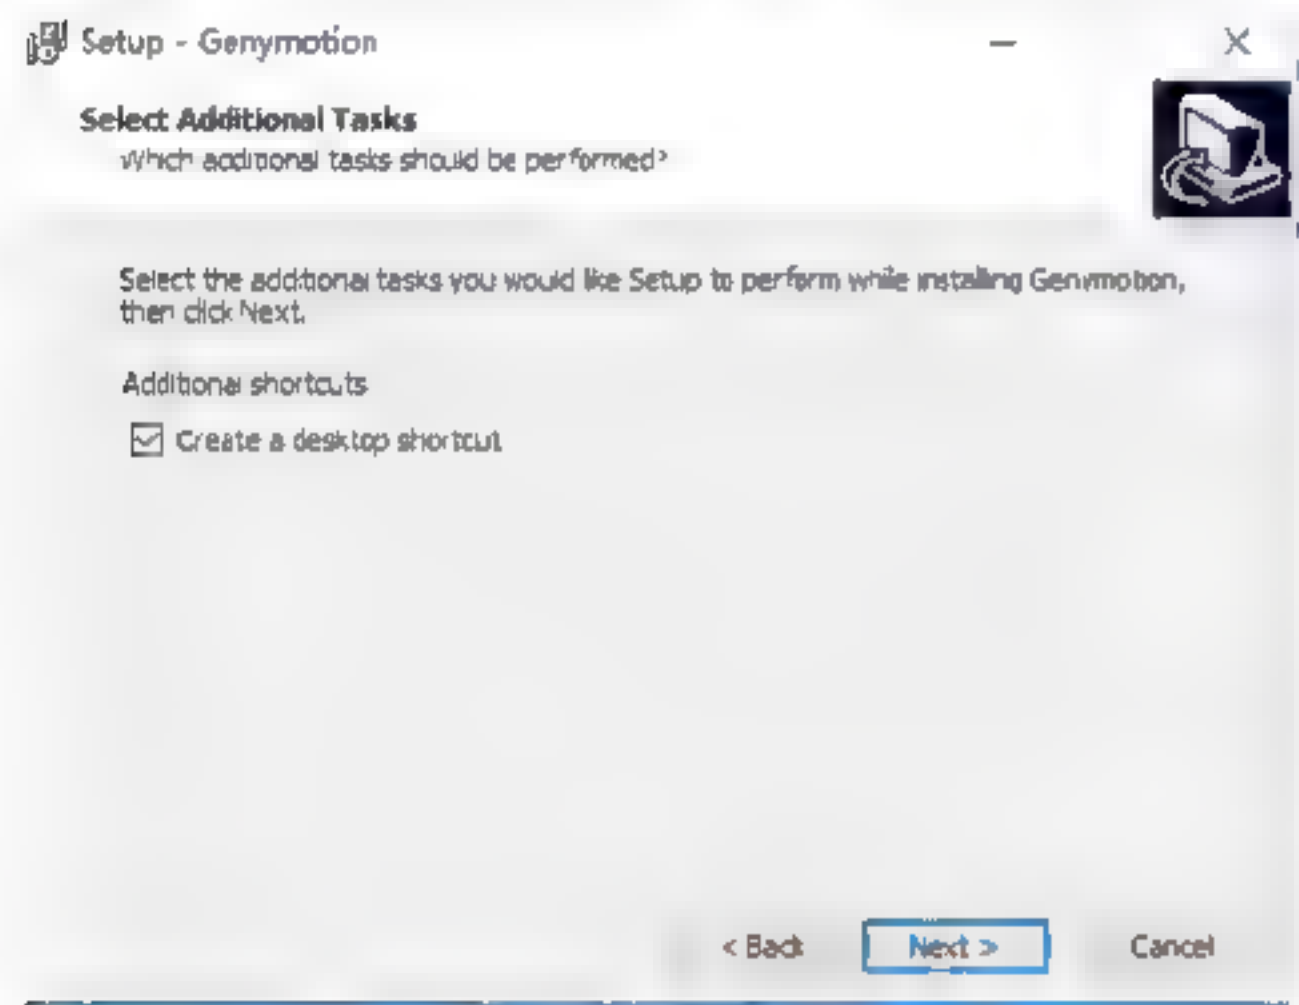 Setup - Genymotion
Select Additional Tasks
Which additional tasks should be performed?
Select the additional tasks you would like Setup to perform while installing Genymotion,
then click Next.
Additional shortcuts
Create a desktop shortcut
< Back
Next >
Cancel